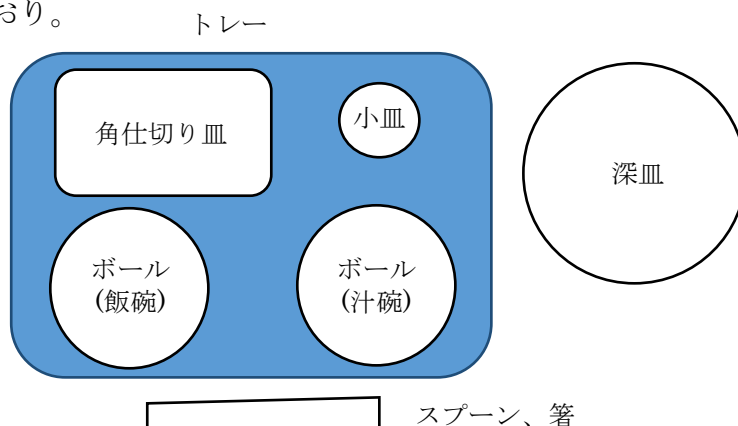 おり。
トレー
角仕切り皿
小皿
深皿
ボール
(飯碗)
ボール
(汁碗)
スプーン、箸